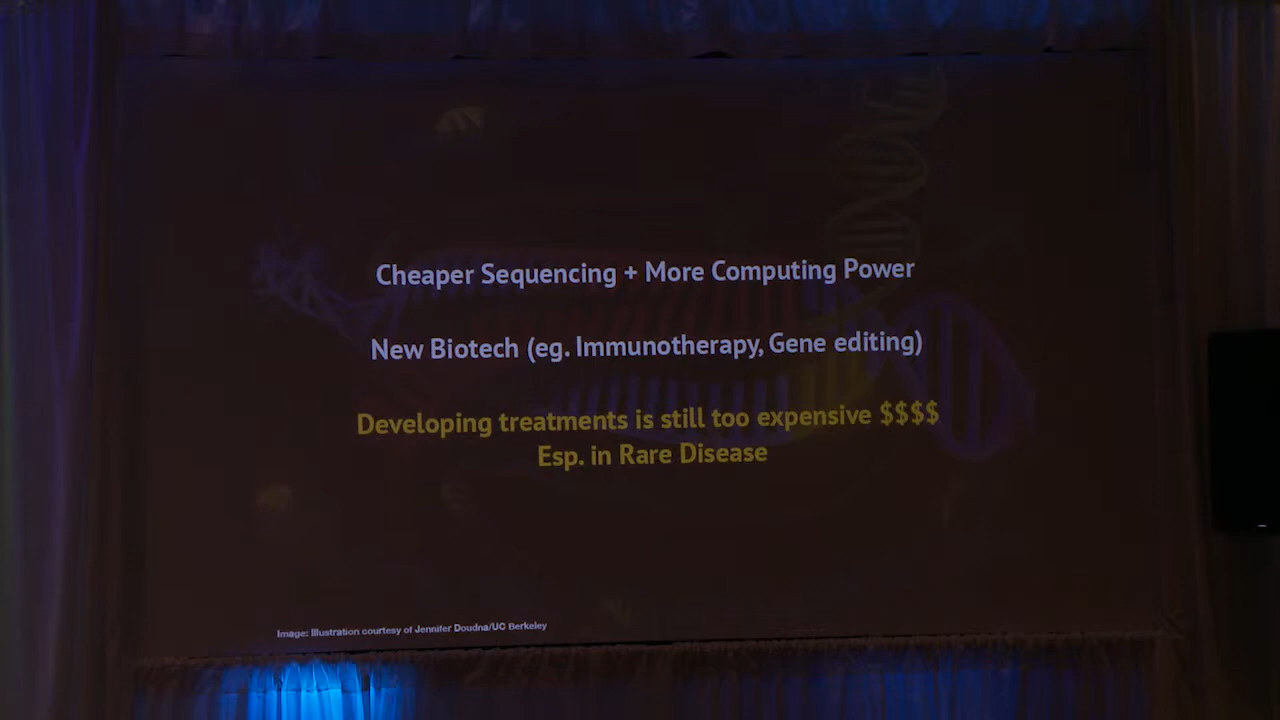 Cheaper Sequencing + More Computing Power
New Biotech (eg. Immunotherapy, Gene editing)
Developing treatments is still too expensive $$$$
Esp. in Rare Disease
Image: Illustration courtesy of Jennifer Doudna/UC Berkeley